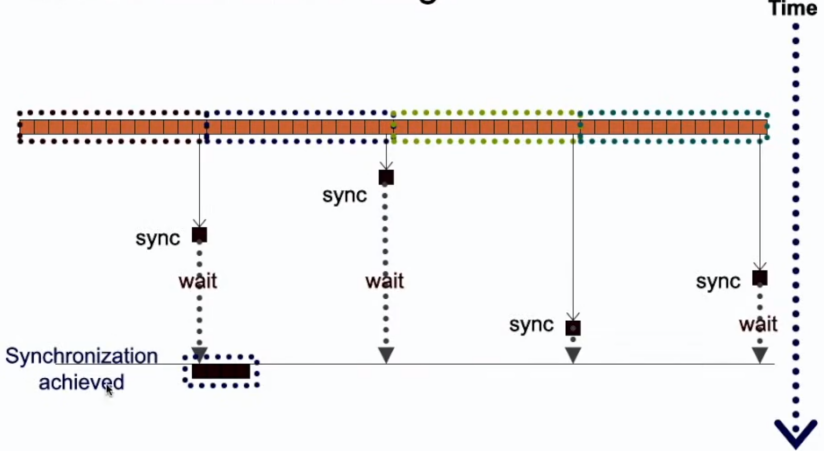 Time
sync
sync
wait
wait
sync
sync
wait
Synchronization
achieved